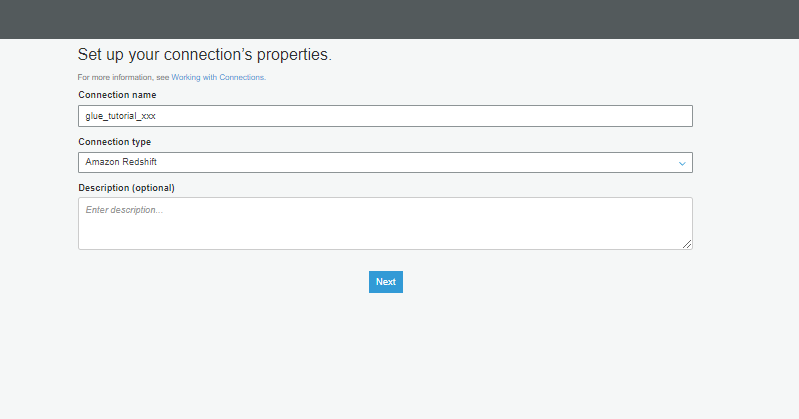 Set up your connection’s properties.
For more information, see Working with Connections.
Connection name
glue_tutorial_xxx
Connection type
Amazon Redshift
Description (optional)
Enter description...
Next